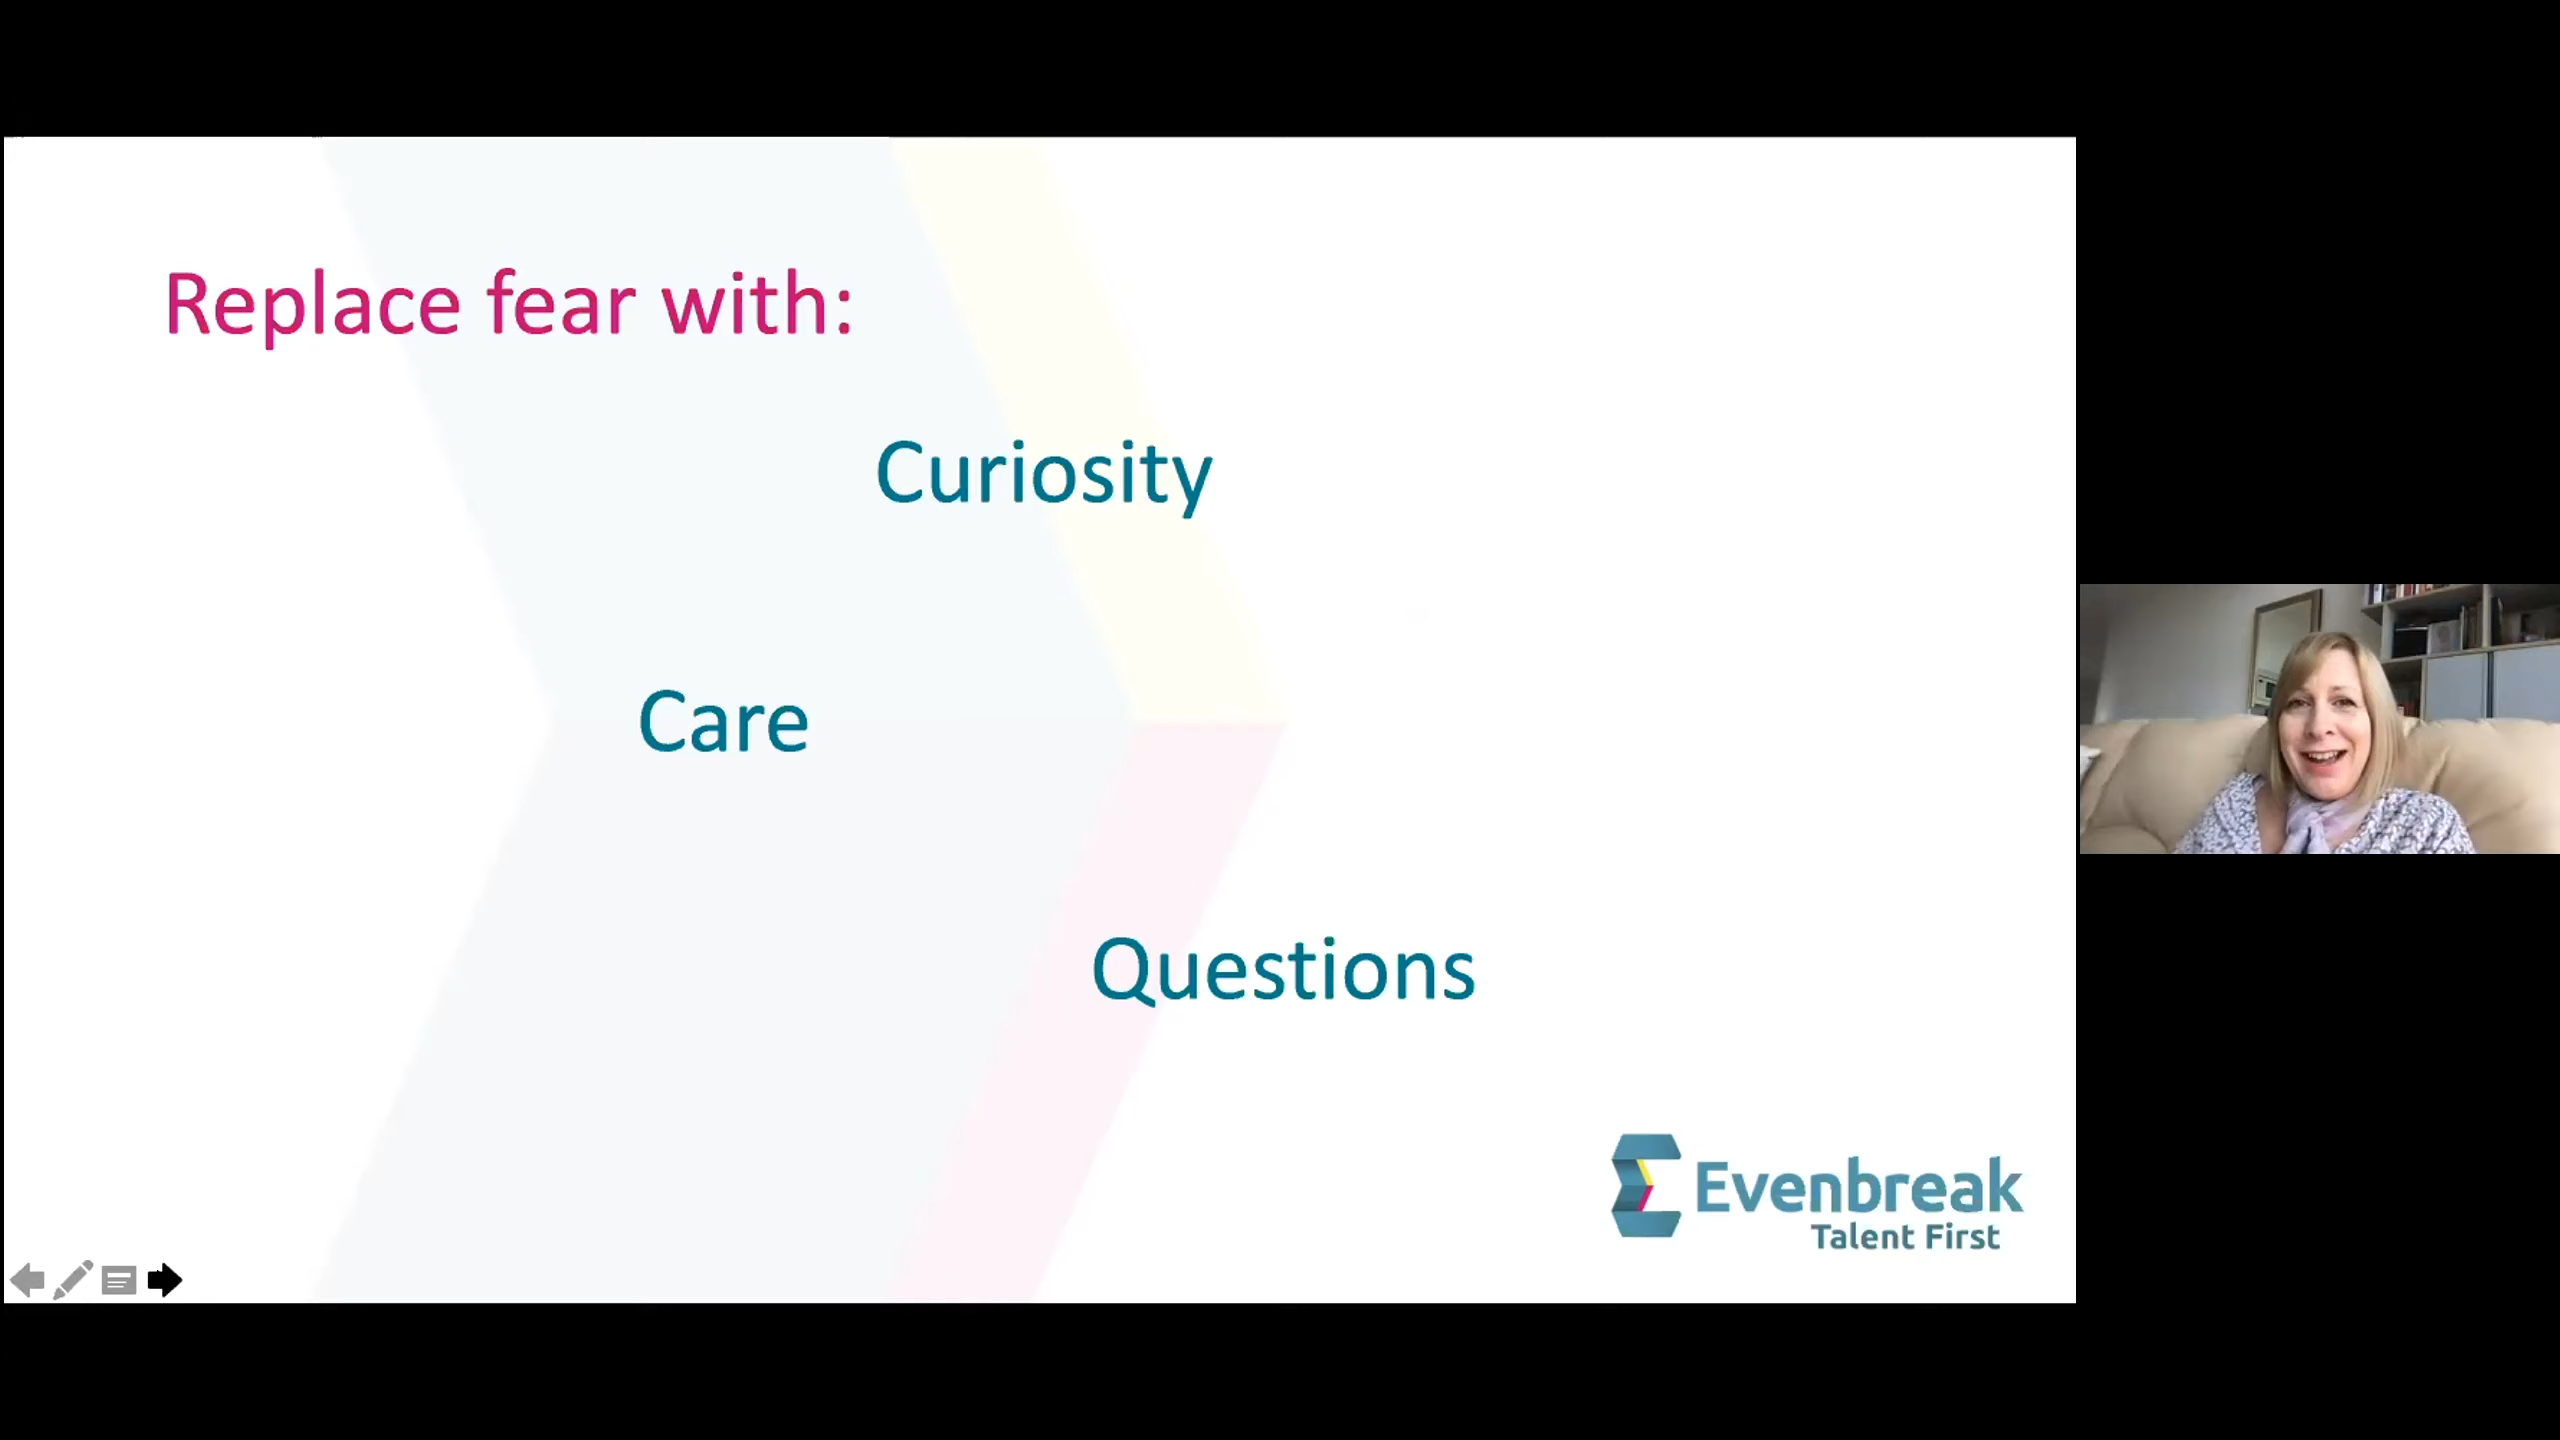 Replace fear with:
Curiosity
Care
Questions
Evenbreak
Talent First